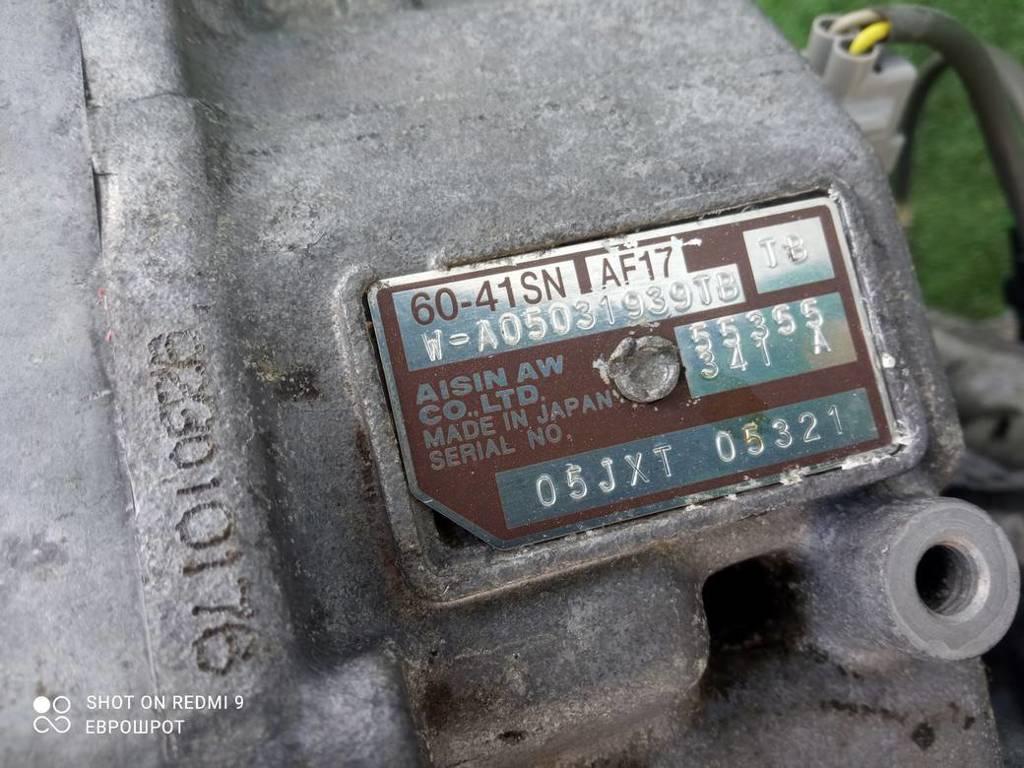 60-41SN AF17 TB
W-A05031939TB
55355
341 A
AISIN AW
CO.,LTD.
MADE IN JAPAN
SERIAL NO.
05JXT 05321
SHOT ON REDMI 9
ЕВРОШРОТ